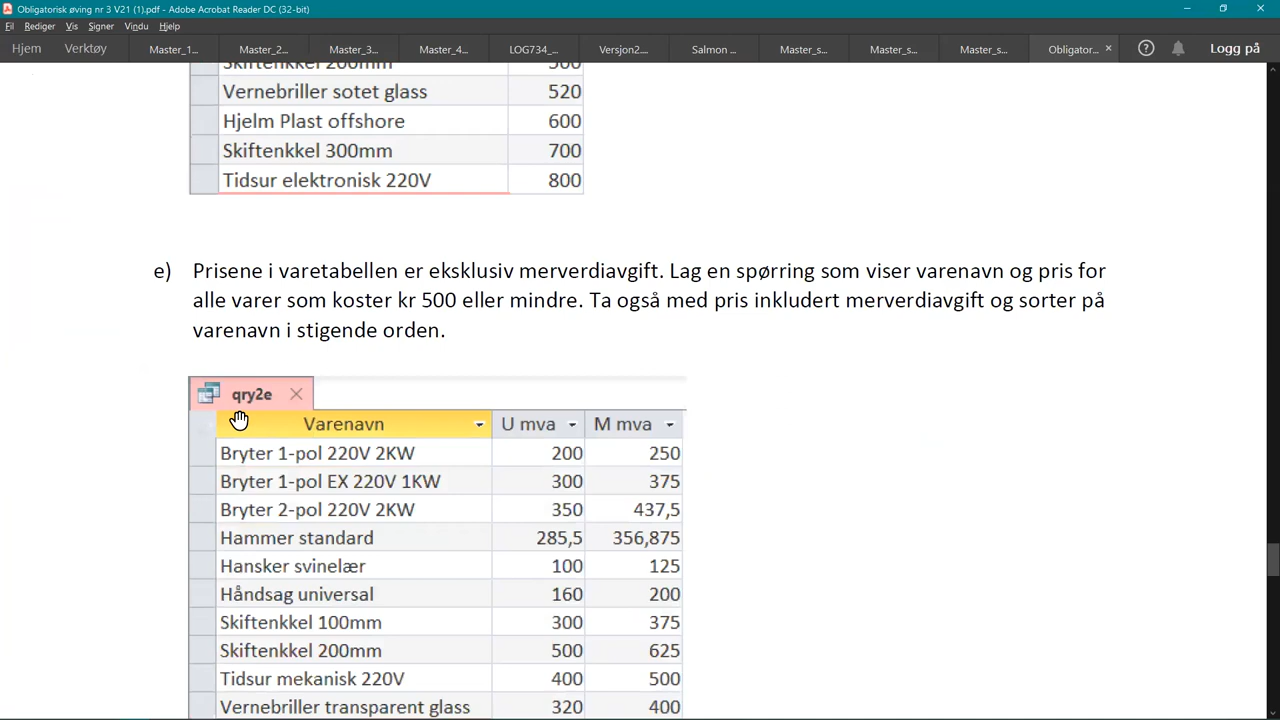 Obligatorisk øving nr 3 V21 (1).pdf - Adobe Acrobat Reader DC (32-bit)
Fil Rediger Vis Signer Vindu Hjelp
Hjem Verktøy Master_1... Master_2... Master_3... Master_4... LOG734_... Versjon2.... Salmon ... Master_s... Master_s... Master_s... Obligator... × Logg på
Skiftenkkel 200mm 500
Vernebriller sotet glass 520
Hjelm Plast offshore 600
Skiftenkkel 300mm 700
Tidsur elektronisk 220V 800
e) Prisene i varetabellen er eksklusiv merverdiavgift. Lag en spørring som viser varenavn og pris for
alle varer som koster kr 500 eller mindre. Ta også med pris inkludert merverdiavgift og sorter på
varenavn i stigende orden.
qry2e
Varenavn U mva M mva
Bryter 1-pol 220V 2KW 200 250
Bryter 1-pol EX 220V 1KW 300 375
Bryter 2-pol 220V 2KW 350 437,5
Hammer standard 285,5 356,875
Hansker svinelær 100 125
Håndsag universal 160 200
Skiftenkkel 100mm 300 375
Skiftenkkel 200mm 500 625
Tidsur mekanisk 220V 400 500
Vernebriller transparent glass 320 400